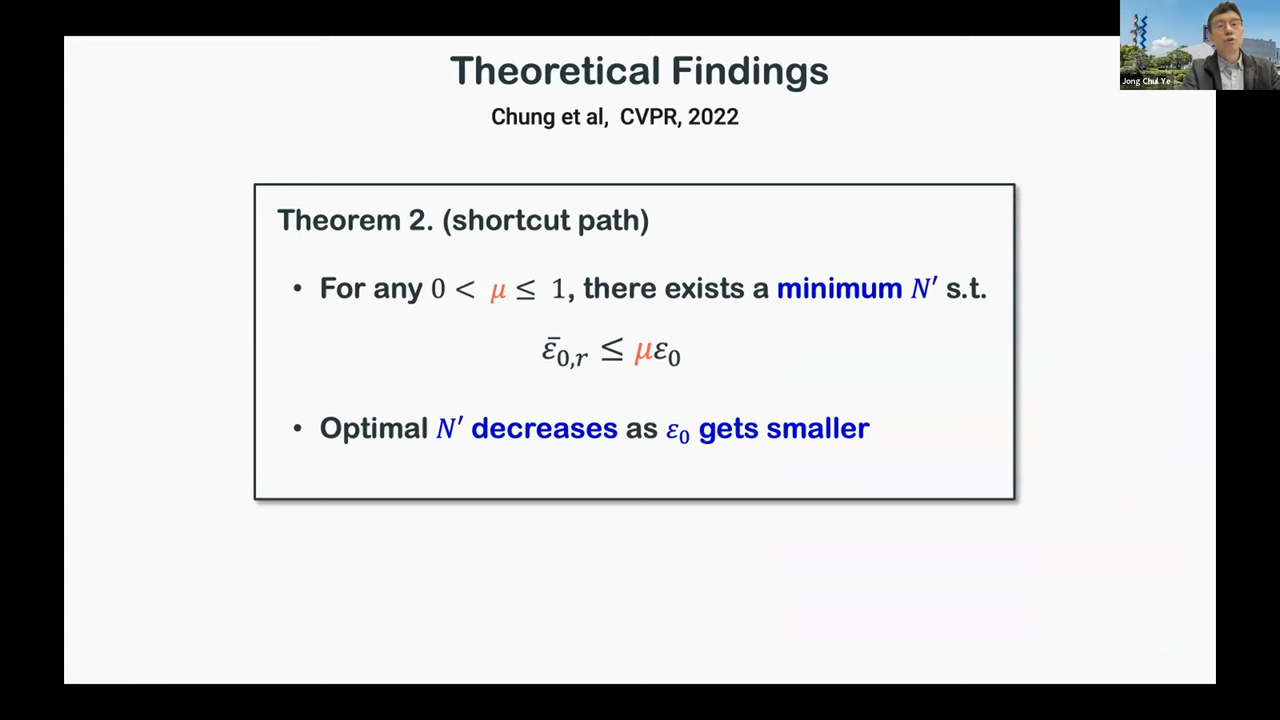 Theoretical Findings
Chung et al, CVPR, 2022
Theorem 2. (shortcut path)
• For any 0 < μ ≤ 1, there exists a minimum N′ s.t.
ε̄₀,ᵣ ≤ με₀
• Optimal N′ decreases as ε₀ gets smaller
Jong Chul Ye